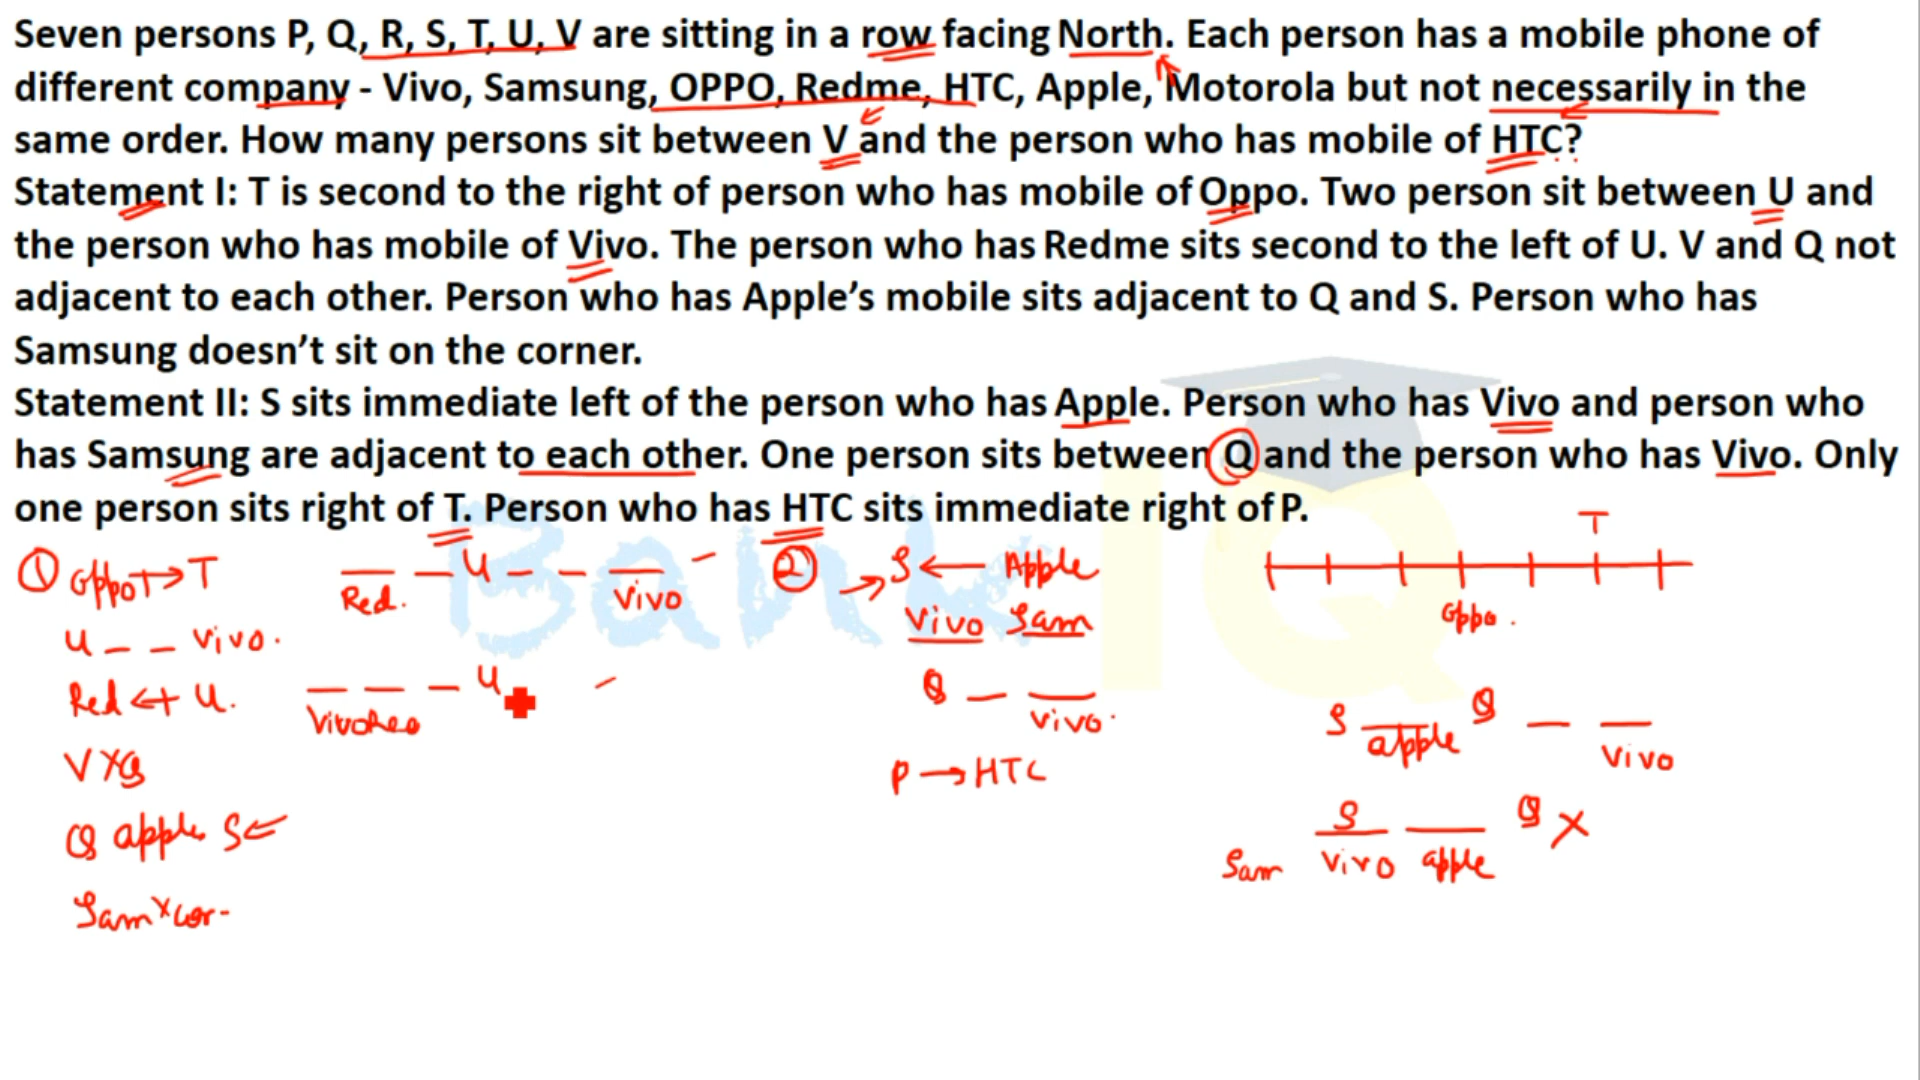 Seven persons P, Q, R, S, T, U, V are sitting in a row facing North. Each person has a mobile phone of
different company - Vivo, Samsung, OPPO, Redme, HTC, Apple, Motorola but not necessarily in the
same order. How many persons sit between V and the person who has mobile of HTC?
Statement I: T is second to the right of person who has mobile of Oppo. Two person sit between U and
the person who has mobile of Vivo. The person who has Redme sits second to the left of U. V and Q not
adjacent to each other. Person who has Apple's mobile sits adjacent to Q and S. Person who has
Samsung doesn't sit on the corner.
Statement II: S sits immediate left of the person who has Apple. Person who has Vivo and person who
has Samsung are adjacent to each other. One person sits between Q and the person who has Vivo. Only
one person sits right of T. Person who has HTC sits immediate right of P.
Bank IQ
T
① oppo → T U ② S ← Apple
Red. Vivo
Vivo Sam
oppo.
U _ _ Vivo.
Red ← U. U Q
Vivo Red
Vivo.
S Q
apple Vivo
V X Q
P → HTC
Q apple S ←
S Q X
Sam Vivo apple
Sam X cor-